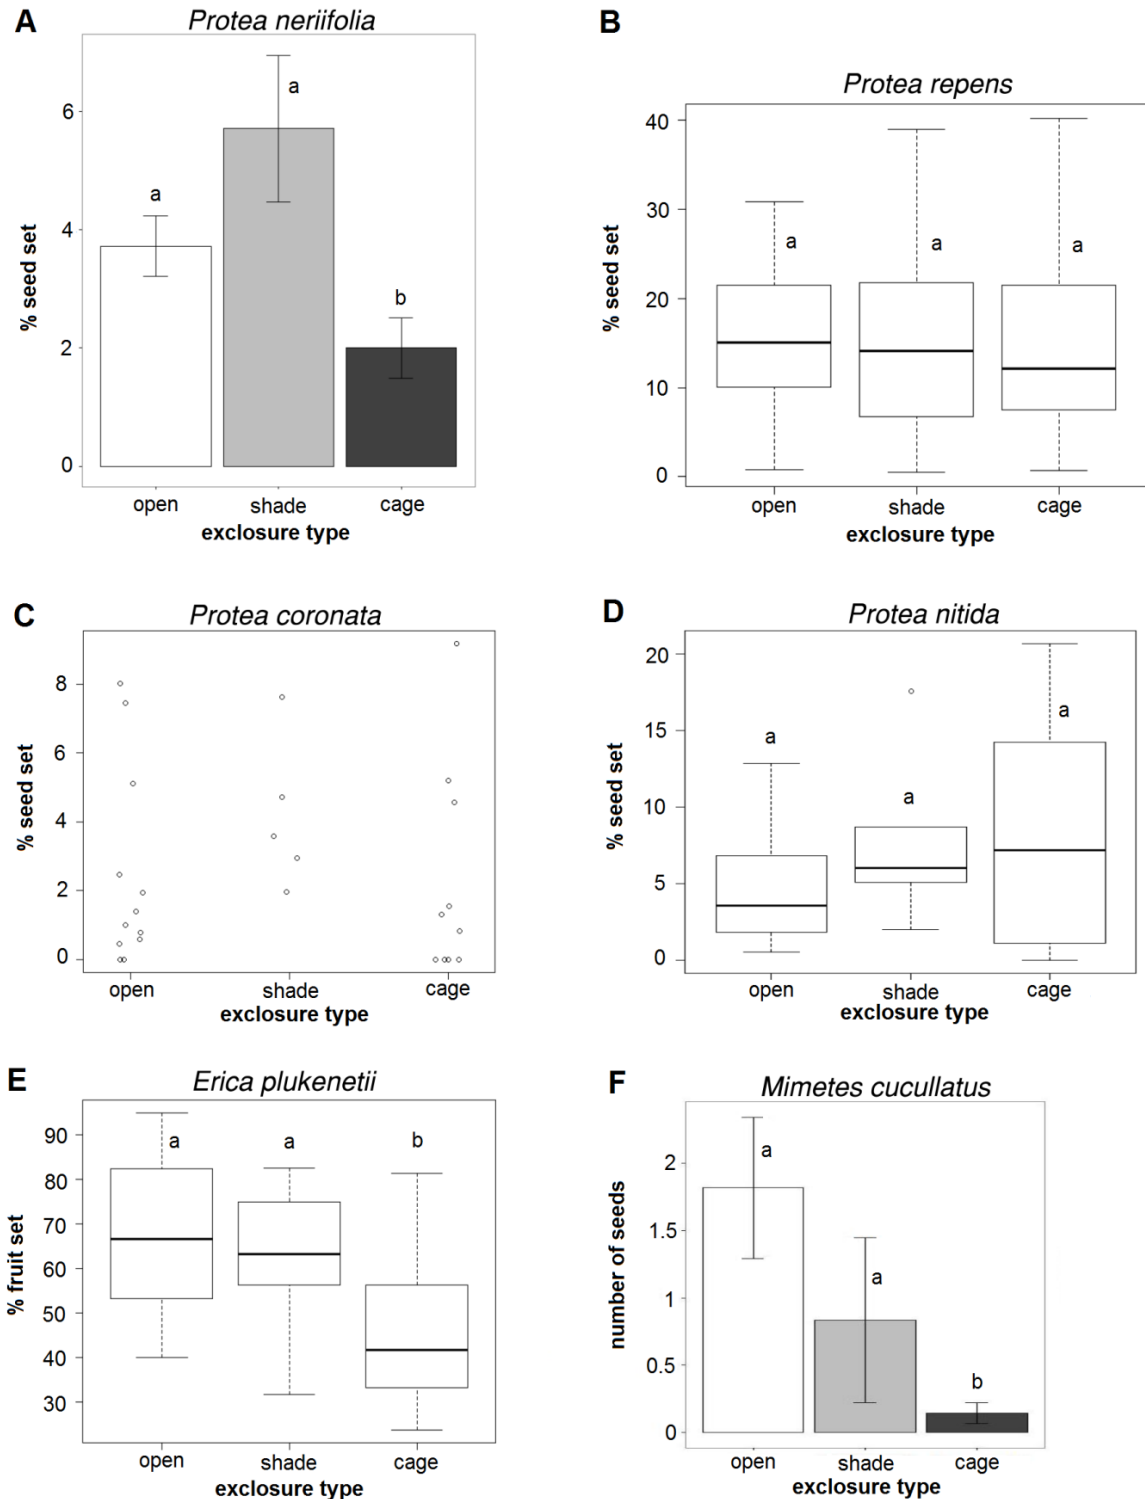 A
Protea neriifolia
% seed set
6
4
2
0
a
a
b
open
shade
cage
exclosure type
B
Protea repens
% seed set
40
30
20
10
0
a
a
a
open
shade
cage
exclosure type
C
Protea coronata
% seed set
8
6
4
2
0
open
shade
cage
exclosure type
D
Protea nitida
% seed set
20
15
10
5
0
a
a
a
open
shade
cage
exclosure type
E
Erica plukenetii
% fruit set
90
80
70
60
50
40
30
a
a
b
open
shade
cage
exclosure type
F
Mimetes cucullatus
number of seeds
2
1.5
1
0.5
0
a
a
b
open
shade
cage
exclosure type